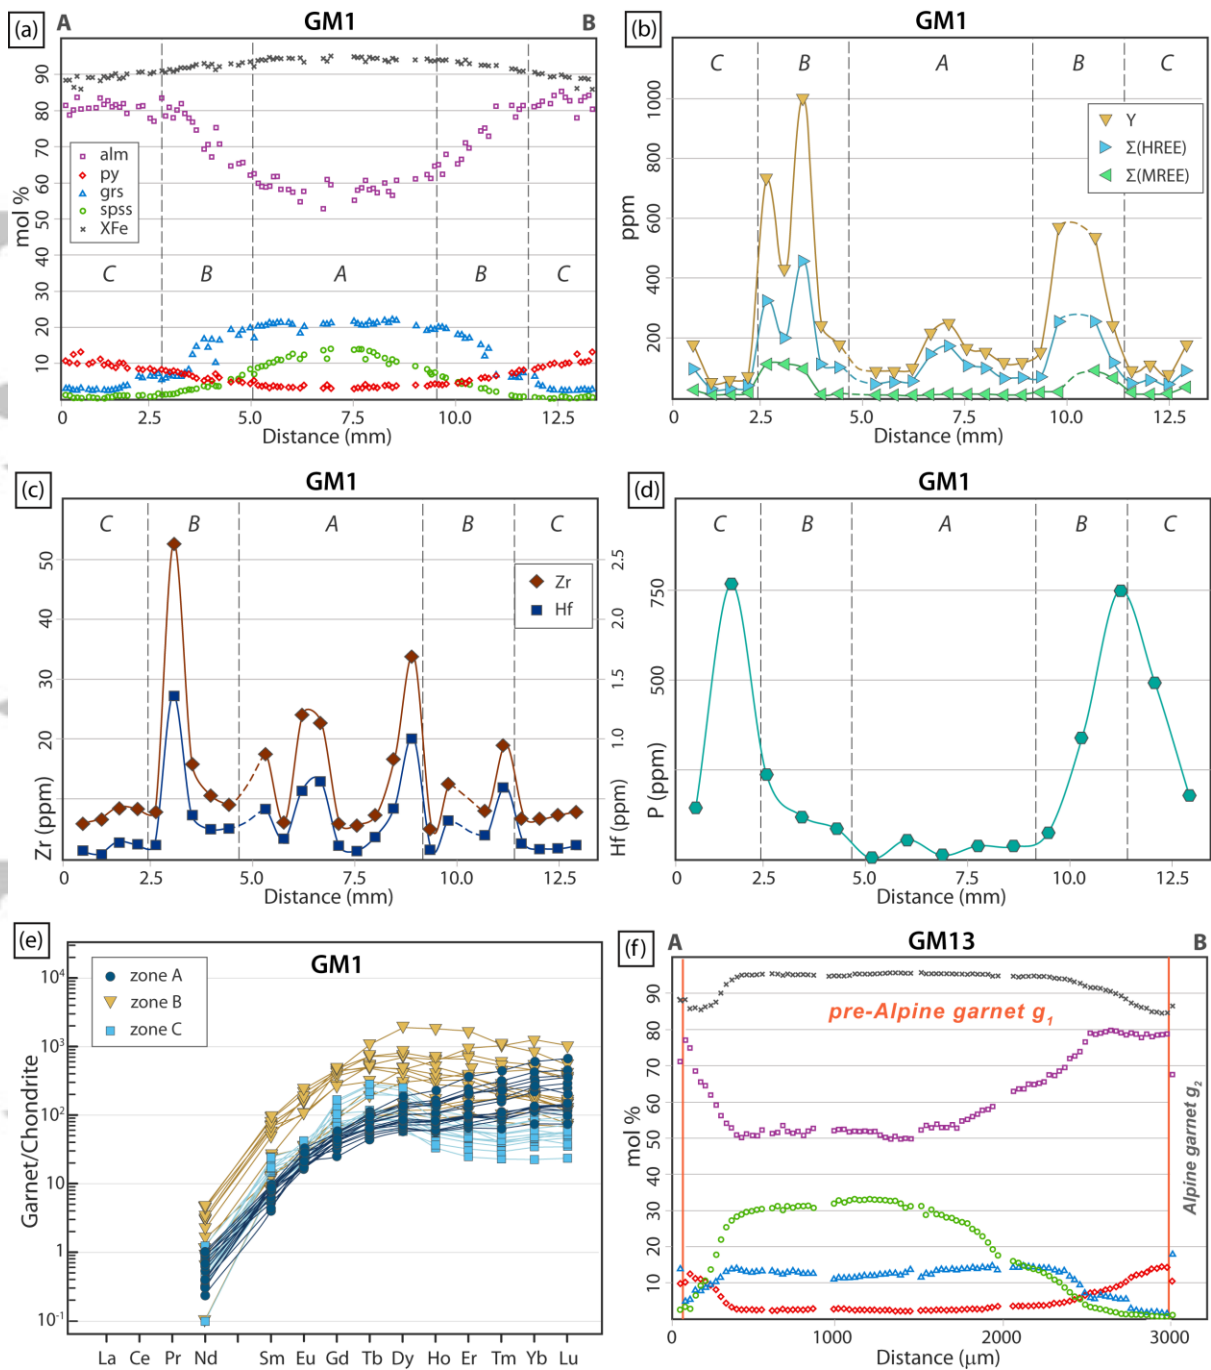 (a)
A
GM1
B
C
B
A
B
C
alm
py
grs
spss
XFe
mol %
90
80
70
60
50
40
30
20
10
0
2.5
5.0
7.5
10.0
12.5
Distance (mm)
(b)
GM1
C
B
A
B
C
Y
Σ(HREE)
Σ(MREE)
ppm
1000
800
600
400
200
0
2.5
5.0
7.5
10.0
12.5
Distance (mm)
(c)
GM1
C
B
A
B
C
Zr
Hf
Zr (ppm)
50
40
30
20
Hf (ppm)
2.5
2.0
1.5
1.0
0
2.5
5.0
7.5
10.0
12.5
Distance (mm)
(d)
GM1
C
B
A
B
C
P (ppm)
750
500
0
2.5
5.0
7.5
10.0
12.5
Distance (mm)
(e)
GM1
zone A
zone B
zone C
Garnet/Chondrite
10⁴
10³
10²
10
1
10⁻¹
La Ce Pr Nd Sm Eu Gd Tb Dy Ho Er Tm Yb Lu
(f)
A
GM13
B
pre-Alpine garnet g₁
Alpine garnet g₂
mol %
90
80
70
60
50
40
30
20
10
0
1000
2000
3000
Distance (μm)